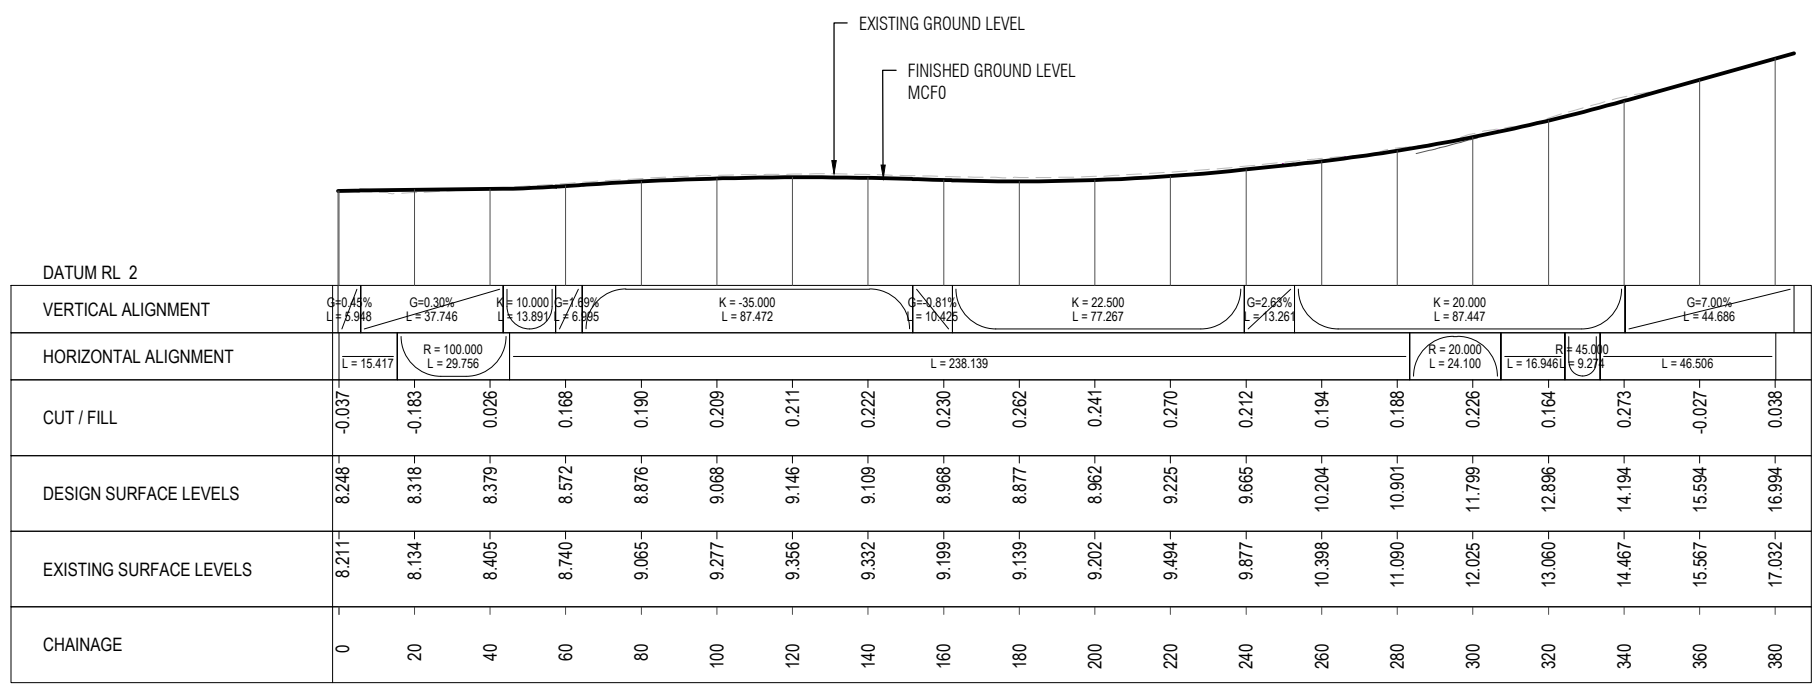 EXISTING GROUND LEVEL
FINISHED GROUND LEVEL
MCF0
DATUM RL 2
VERTICAL ALIGNMENT
G=0.45%
L = 5.948
G=0.30%
L = 37.746
K = 10.000
L = 13.891
G=1.69%
L = 6.995
K = -35.000
L = 87.472
G=-0.81%
L = 10.425
K = 22.500
L = 77.267
G=2.63%
L = 13.261
K = 20.000
L = 87.447
G=7.00%
L = 44.686
HORIZONTAL ALIGNMENT
L = 15.417
R = 100.000
L = 29.756
L = 238.139
R = 20.000
L = 24.100
L = 16.946
R = 45.000
L = 9.274
L = 46.506
CUT / FILL
-0.037 -0.183 0.026 0.168 0.190 0.209 0.211 0.222 0.230 0.262 0.241 0.270 0.212 0.194 0.188 0.226 0.164 0.273 -0.027 0.038
DESIGN SURFACE LEVELS
8.248 8.318 8.379 8.572 8.876 9.068 9.146 9.109 8.968 8.877 8.962 9.225 9.665 10.204 10.901 11.799 12.896 14.194 15.594 16.994
EXISTING SURFACE LEVELS
8.211 8.134 8.405 8.740 9.065 9.277 9.356 9.332 9.199 9.139 9.202 9.494 9.877 10.398 11.090 12.025 13.060 14.467 15.567 17.032
CHAINAGE
0 20 40 60 80 100 120 140 160 180 200 220 240 260 280 300 320 340 360 380